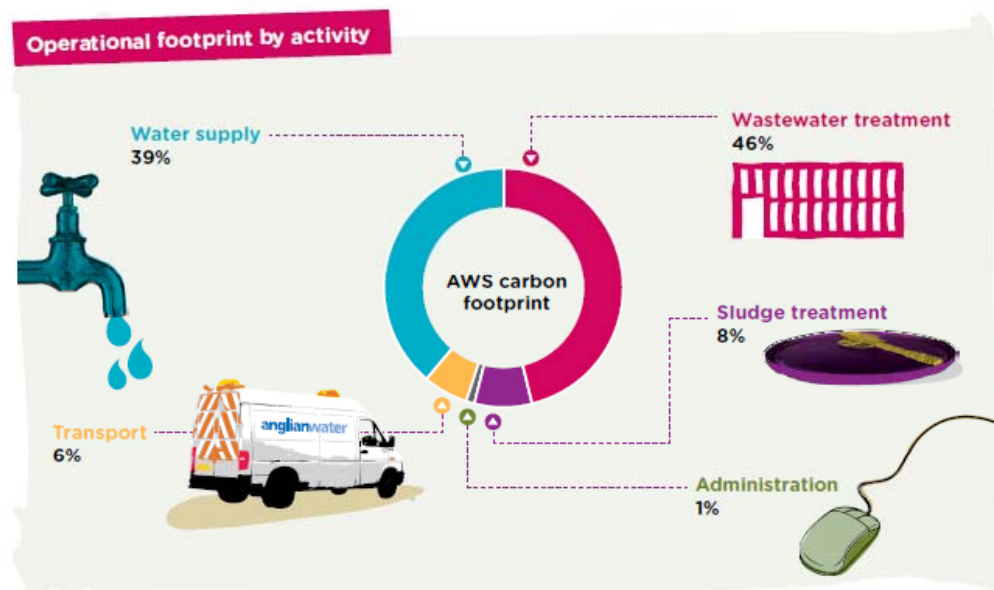 Operational footprint by activity
Water supply
39%
Wastewater treatment
46%
AWS carbon
footprint
Sludge treatment
8%
anglianwater
Transport
6%
Administration
1%